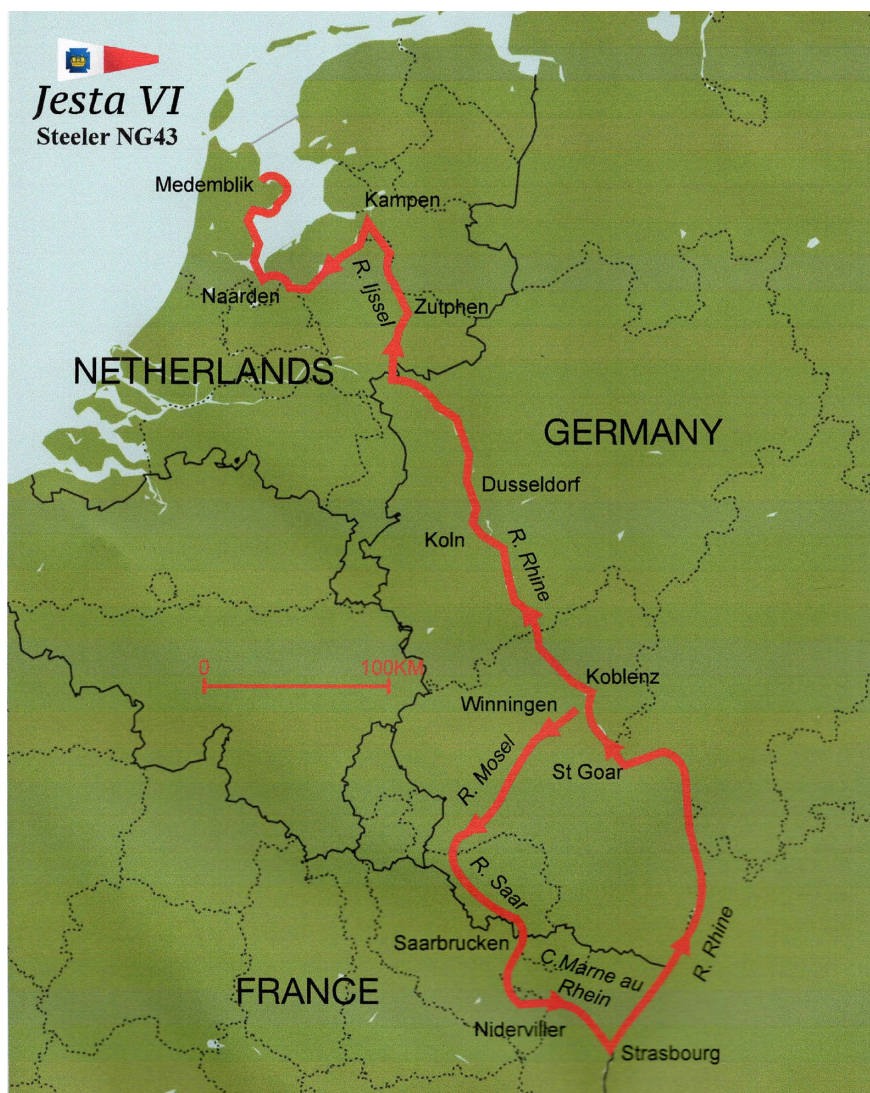 Jesta VI
Steeler NG43
Medemblik
Kampen
Naarden
R. Ijssel
Zutphen
NETHERLANDS
GERMANY
Dusseldorf
Koln
R. Rhine
0 100KM
Koblenz
Winningen
R. Mosel
St Goar
R. Saar
Saarbrucken
C.Marne au
Rhein
R. Rhine
FRANCE
Niderviller
Strasbourg